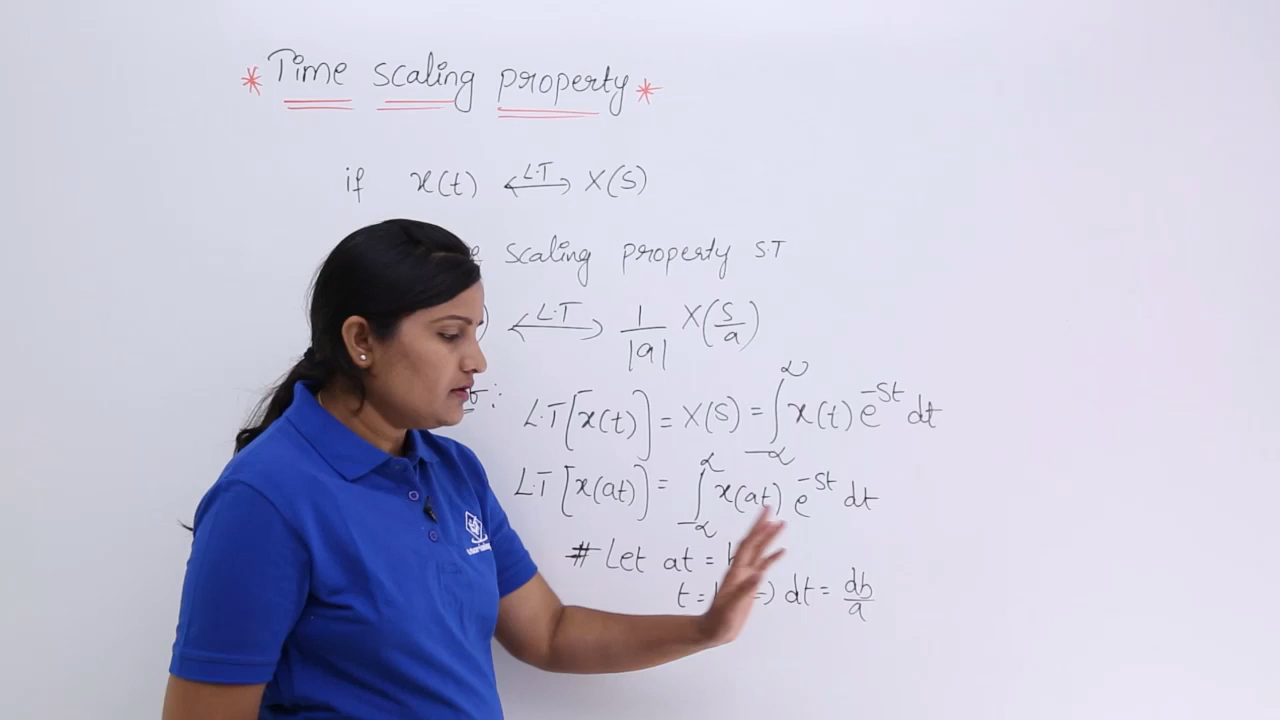 * Time scaling property *
if x(t) <-L.T-> X(S)
scaling property S.T
<-L.T-> 1/|a| X(S/a)
: L.T[x(t)] = X(S) = ∫_{-∞}^{∞} x(t) e^{-St} dt
L.T[x(at)] = ∫_{-∞}^{∞} x(at) e^{-St} dt
# Let at =
t = => dt = db/a